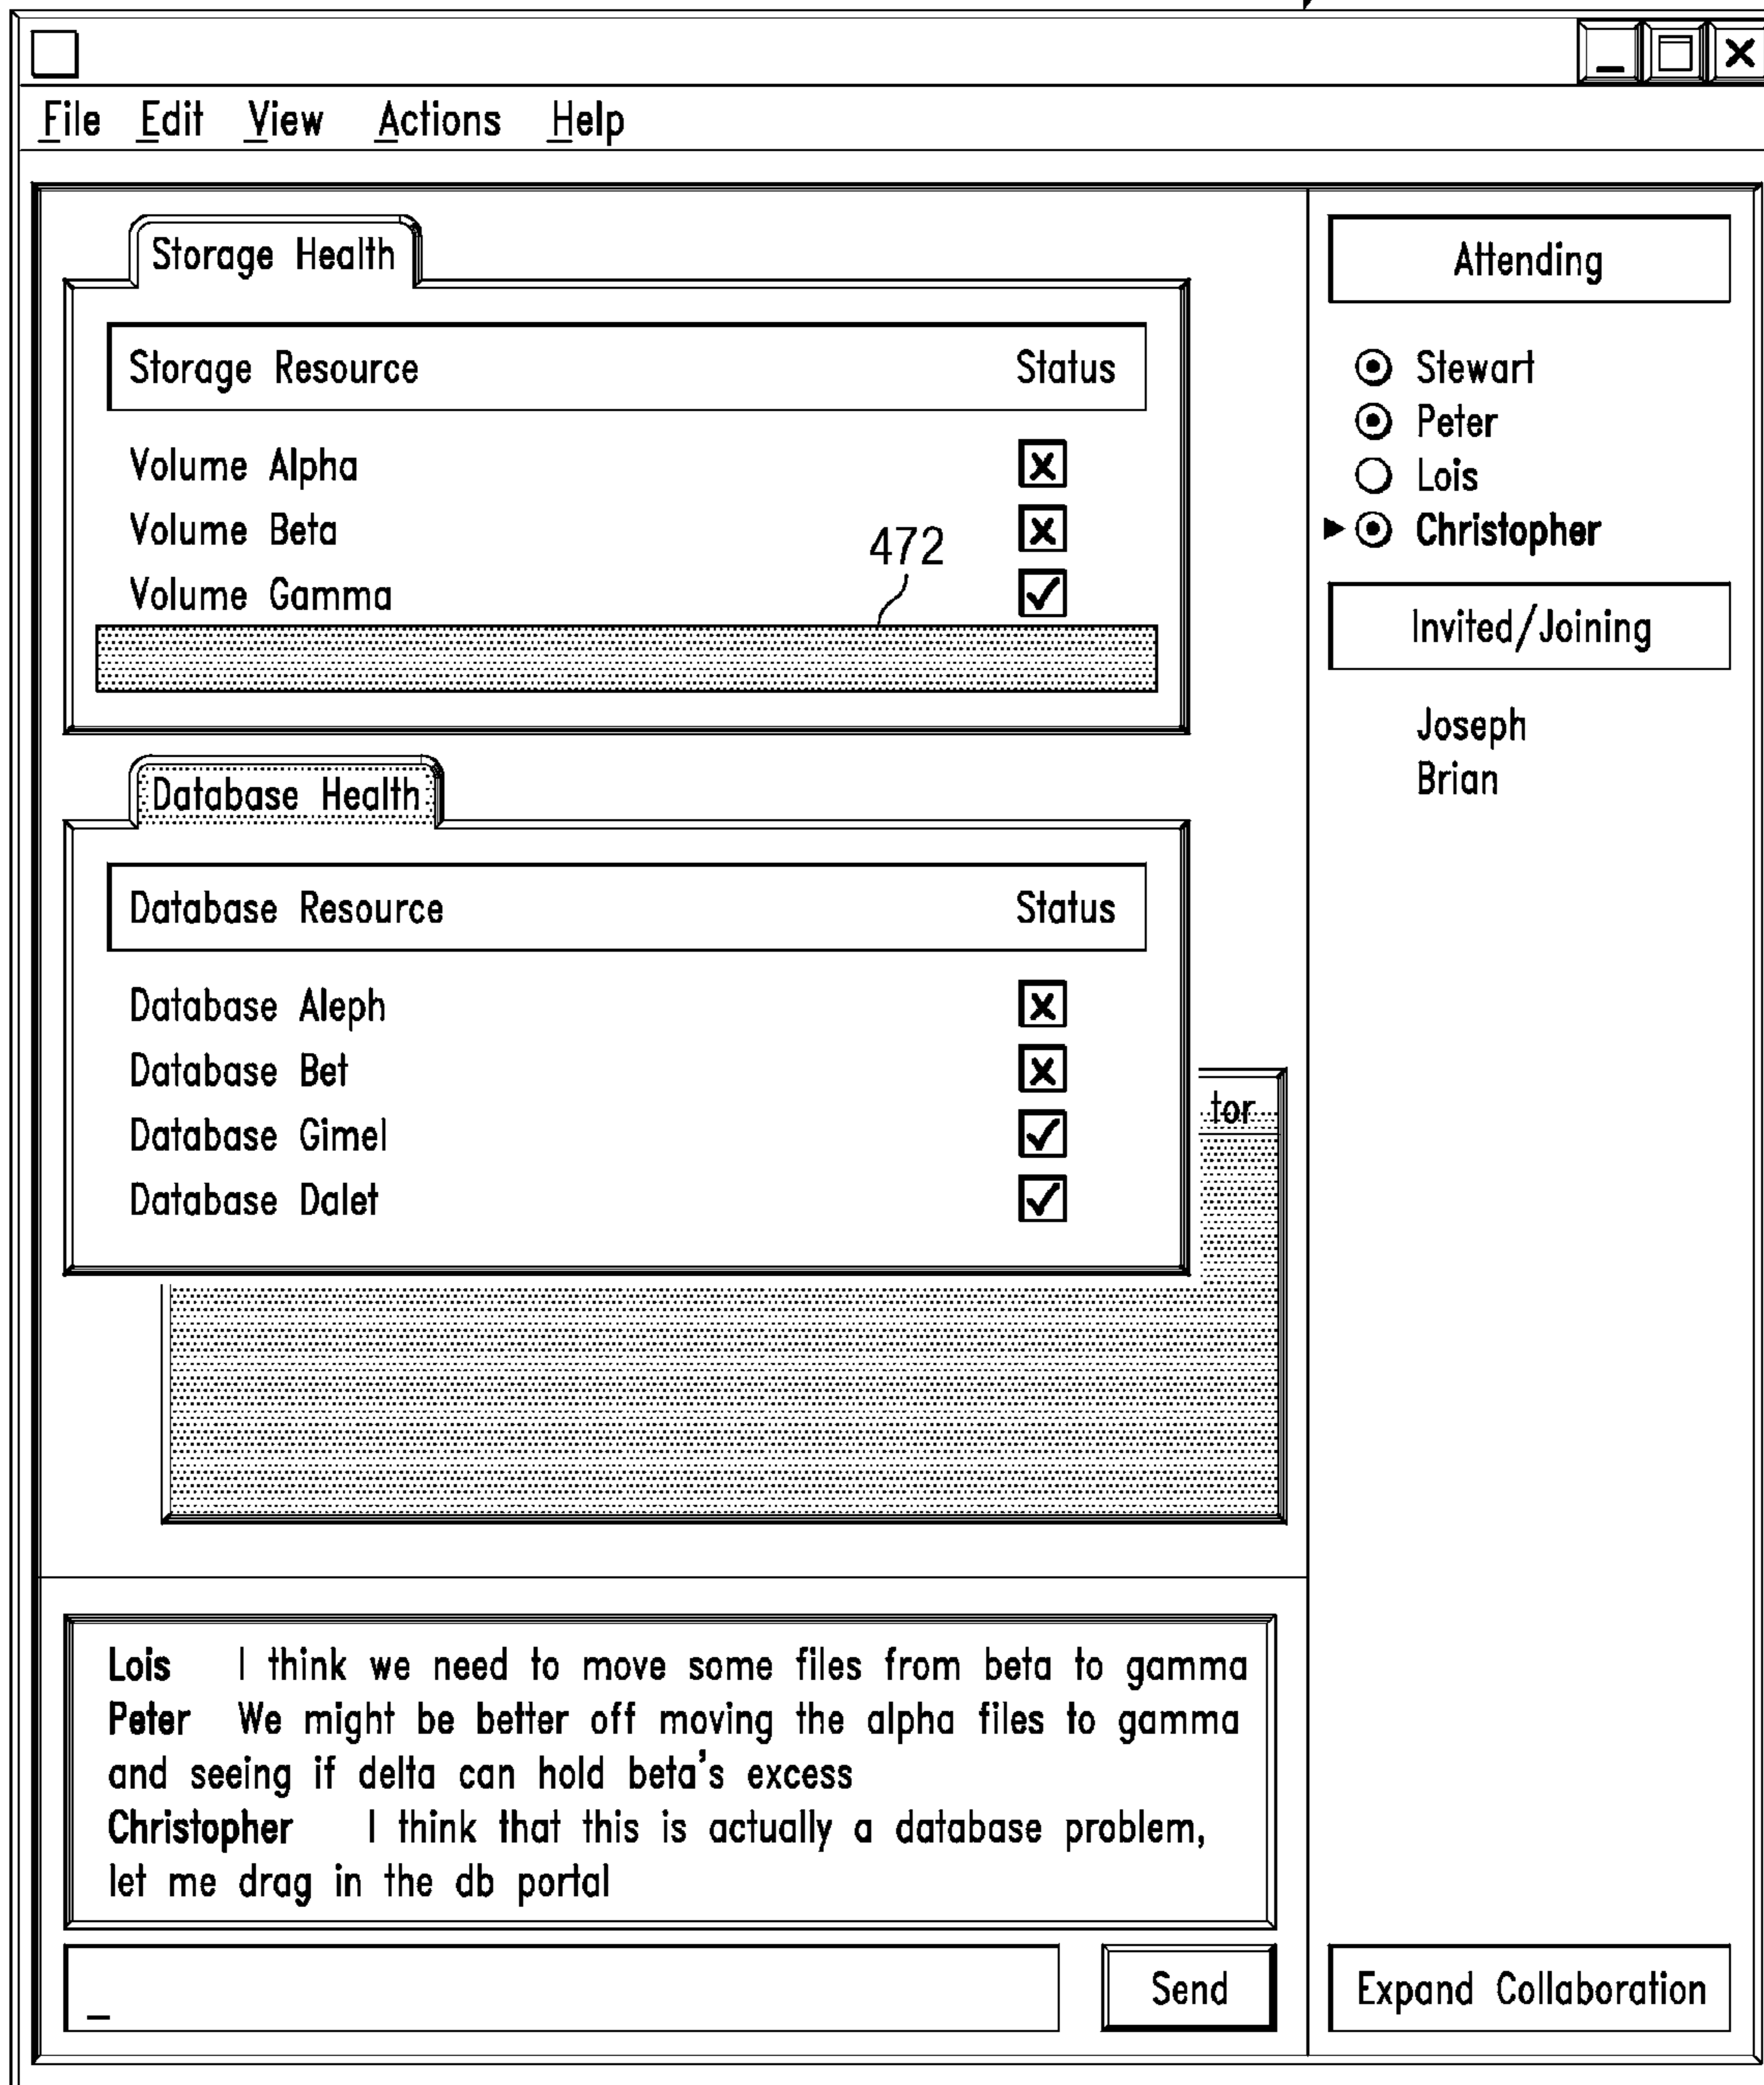 File Edit View Actions Help
Storage Health
Storage Resource Status
Volume Alpha
Volume Beta
472
Volume Gamma
Database Health
Database Resource Status
Database Aleph
Database Bet
Database Gimel
Database Dalet
tor
Lois I think we need to move some files from beta to gamma
Peter We might be better off moving the alpha files to gamma
and seeing if delta can hold beta's excess
Christopher I think that this is actually a database problem,
let me drag in the db portal
Send
Attending
Stewart
Peter
Lois
Christopher
Invited/Joining
Joseph
Brian
Expand Collaboration